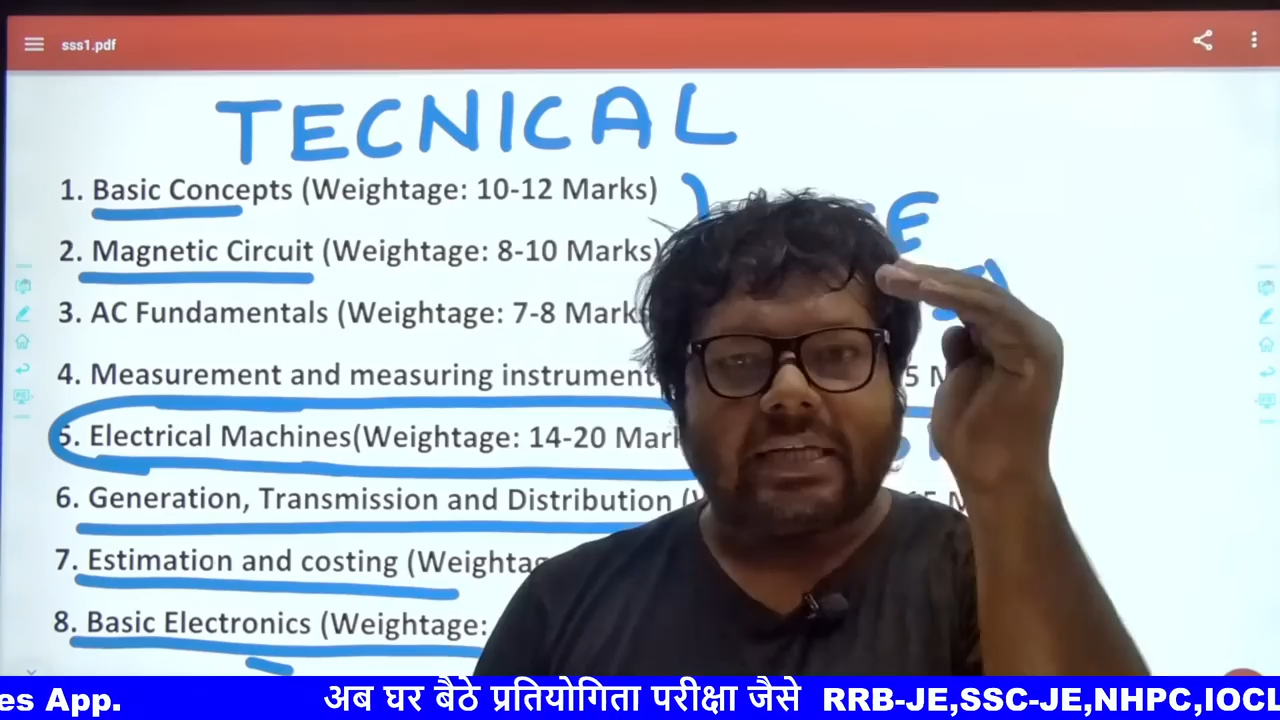 sss1.pdf
TECNICAL
1. Basic Concepts (Weightage: 10-12 Marks)
2. Magnetic Circuit (Weightage: 8-10 Marks)
3. AC Fundamentals (Weightage: 7-8 Marks
4. Measurement and measuring instrument
5. Electrical Machines(Weightage: 14-20 Mark
6. Generation, Transmission and Distribution (
7. Estimation and costing (Weightag
8. Basic Electronics (Weightage:
es App. अब घर बैठे प्रतियोगिता परीक्षा जैसे RRB-JE,SSC-JE,NHPC,IOCL